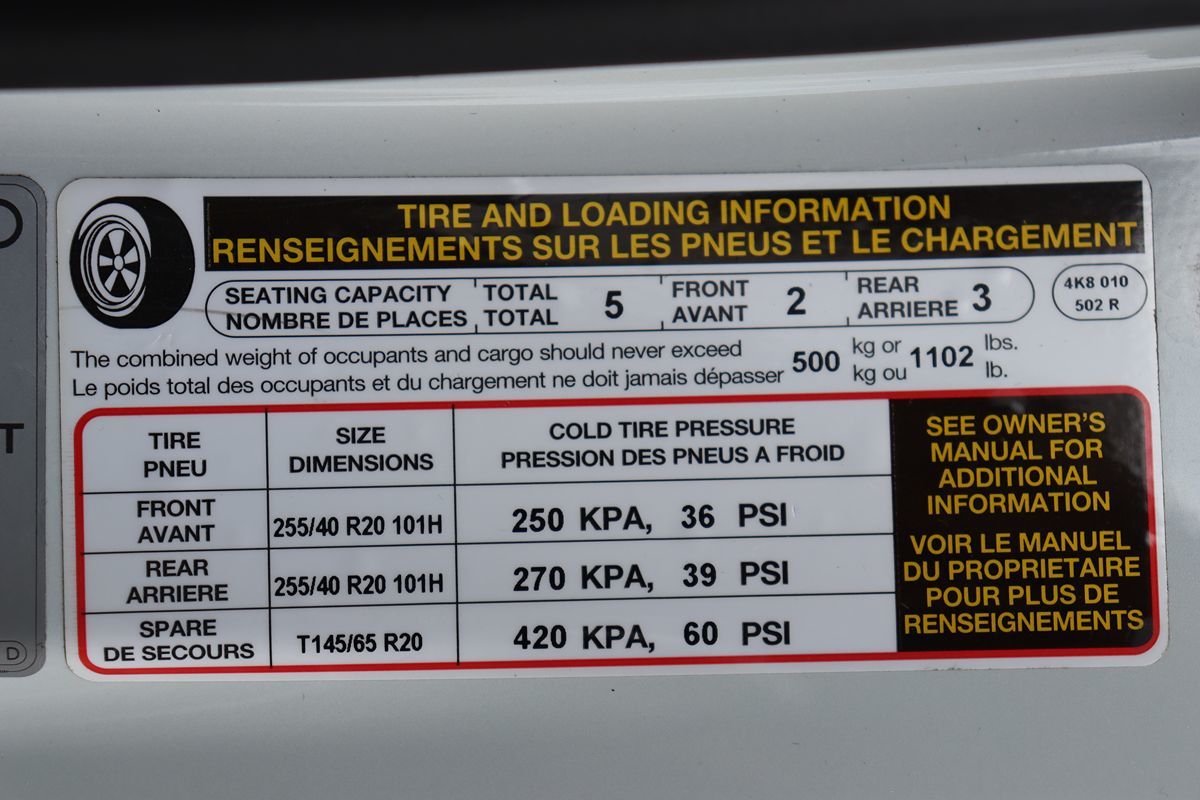 TIRE AND LOADING INFORMATION
RENSEIGNEMENTS SUR LES PNEUS ET LE CHARGEMENT
SEATING CAPACITY TOTAL 5 FRONT 2 REAR 3
NOMBRE DE PLACES TOTAL AVANT ARRIERE
4K8 010
502 R
The combined weight of occupants and cargo should never exceed 500 kg or 1102 lbs.
Le poids total des occupants et du chargement ne doit jamais dépasser kg ou lb.
TIRE SIZE COLD TIRE PRESSURE
PNEU DIMENSIONS PRESSION DES PNEUS A FROID
FRONT
AVANT 255/40 R20 101H 250 KPA, 36 PSI
REAR
ARRIERE 255/40 R20 101H 270 KPA, 39 PSI
SPARE
DE SECOURS T145/65 R20 420 KPA, 60 PSI
SEE OWNER'S
MANUAL FOR
ADDITIONAL
INFORMATION
VOIR LE MANUEL
DU PROPRIETAIRE
POUR PLUS DE
RENSEIGNEMENTS
T
D